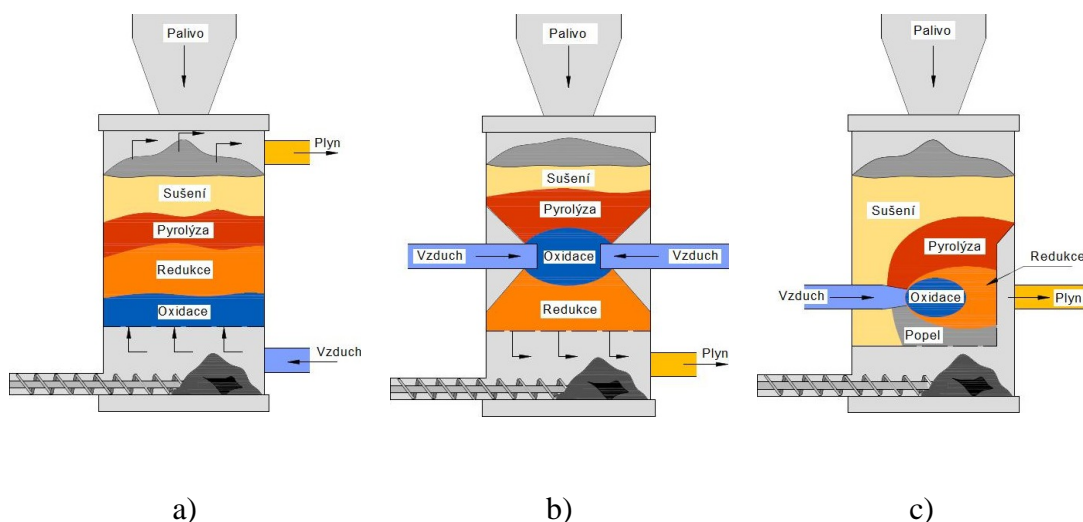 Palivo
Plyn
Sušení
Pyrolýza
Redukce
Oxidace
Vzduch
a)
Palivo
Sušení
Pyrolýza
Vzduch
Oxidace
Vzduch
Redukce
Plyn
b)
Palivo
Sušení
Pyrolýza
Redukce
Vzduch
Oxidace
Plyn
Popel
c)